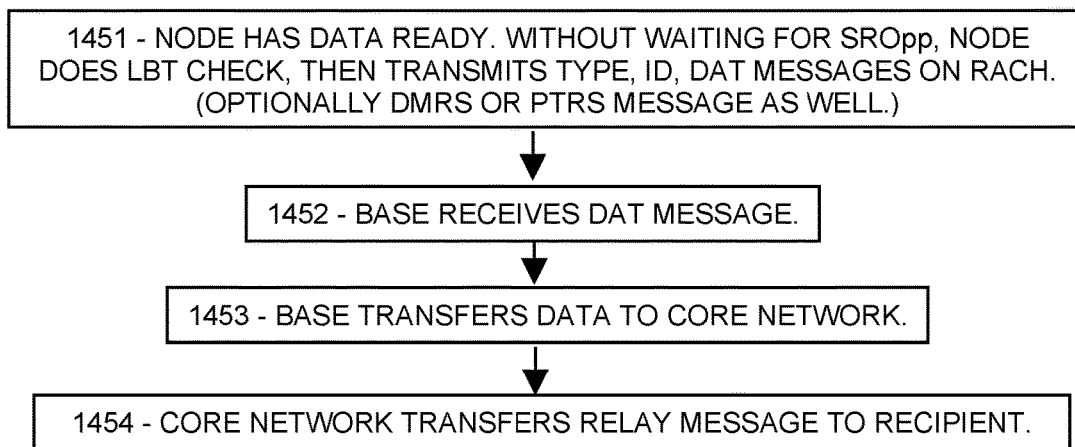 1451 - NODE HAS DATA READY. WITHOUT WAITING FOR SROpp, NODE
DOES LBT CHECK, THEN TRANSMITS TYPE, ID, DAT MESSAGES ON RACH.
(OPTIONALLY DMRS OR PTRS MESSAGE AS WELL.)
1452 - BASE RECEIVES DAT MESSAGE.
1453 - BASE TRANSFERS DATA TO CORE NETWORK.
1454 - CORE NETWORK TRANSFERS RELAY MESSAGE TO RECIPIENT.